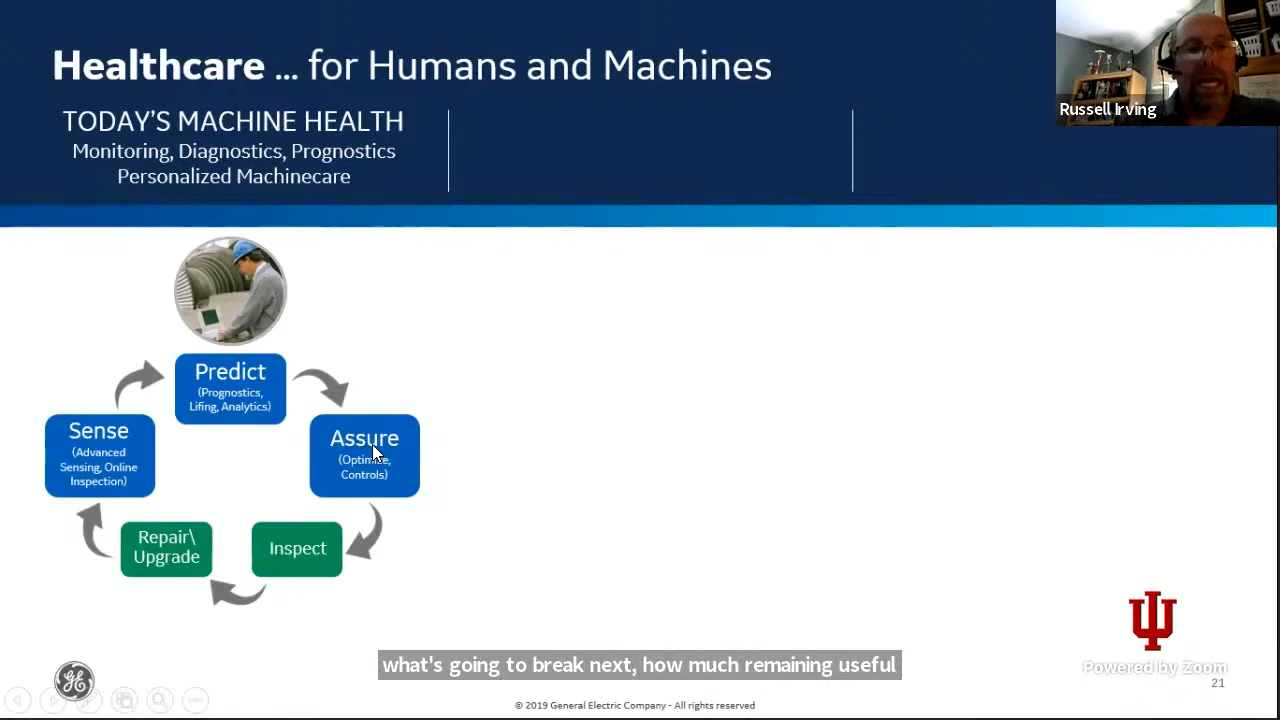 Healthcare ... for Humans and Machines
TODAY'S MACHINE HEALTH
Monitoring, Diagnostics, Prognostics
Personalized Machinecare
Russell Irving
Predict
(Prognostics,
Lifing, Analytics)
Sense
(Advanced
Sensing, Online
Inspection)
Assure
(Optimize,
Controls)
Repair\
Upgrade
Inspect
what's going to break next, how much remaining useful
Powered by Zoom
21
GE
© 2019 General Electric Company - All rights reserved